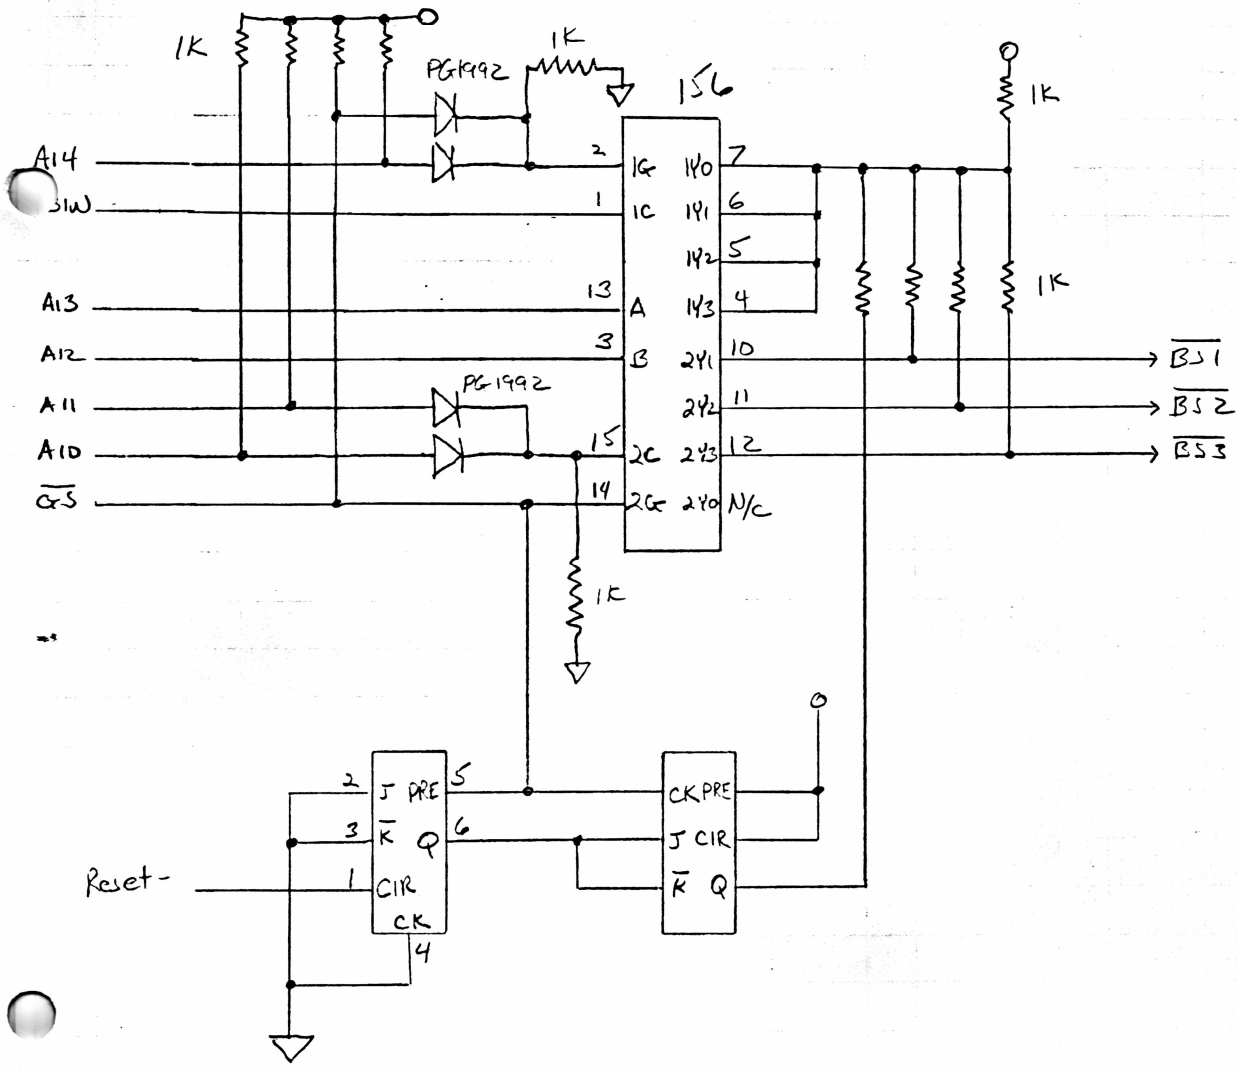 1K
1K
PG1992
156
1K
A14
2
1G
1Y0
7
1
1C
1Y1
6
1Y2
5
A13
13
A
1Y3
4
1K
A12
3
B
2Y1
10
BS1
PG1992
A11
2Y2
11
BS2
A10
15
2C
2Y3
12
BS3
GS
14
2G
2Y0
N/C
1K
2
J
PRE
5
CK
PRE
3
K
Q
6
J
ClR
Reset-
1
ClR
K
Q
CK
4